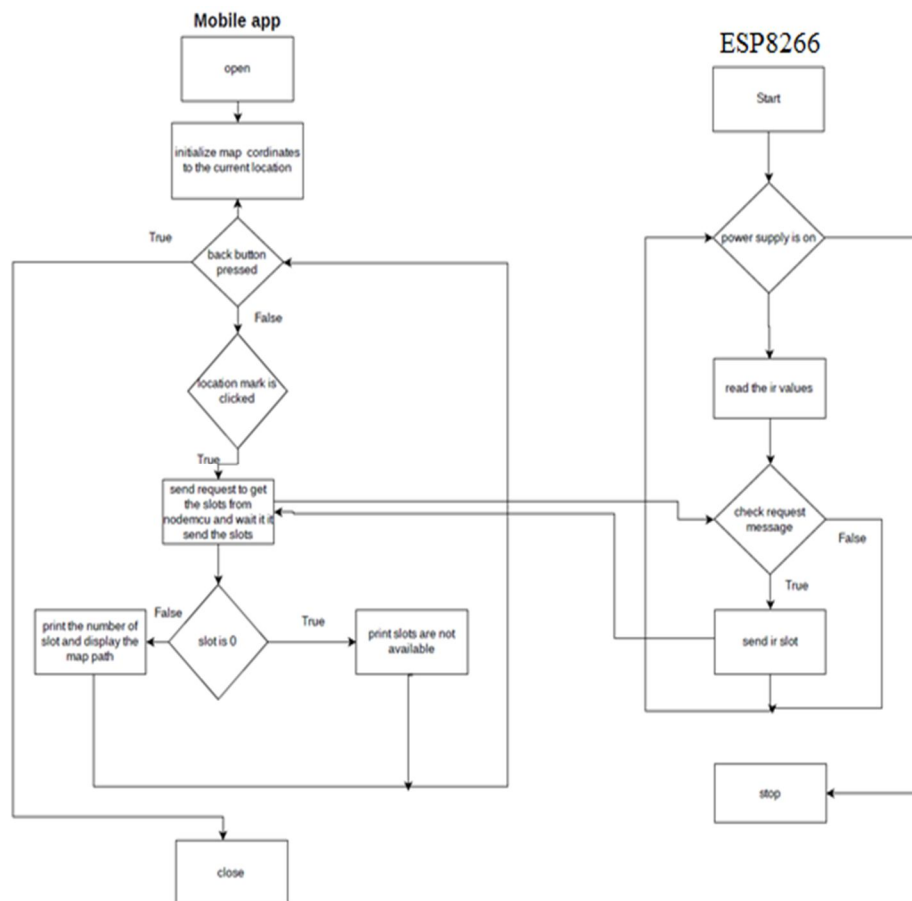 Mobile app
open
initialize map cordinates
to the current location
True
back button
pressed
False
location mark is
clicked
True
send request to get
the slots from
nodemcu and wait it it
send the slots
False
slot is 0
True
print the number of
slot and display the
map path
print slots are not
available
close
ESP8266
Start
power supply is on
read the ir values
check request
message
False
True
send ir slot
stop